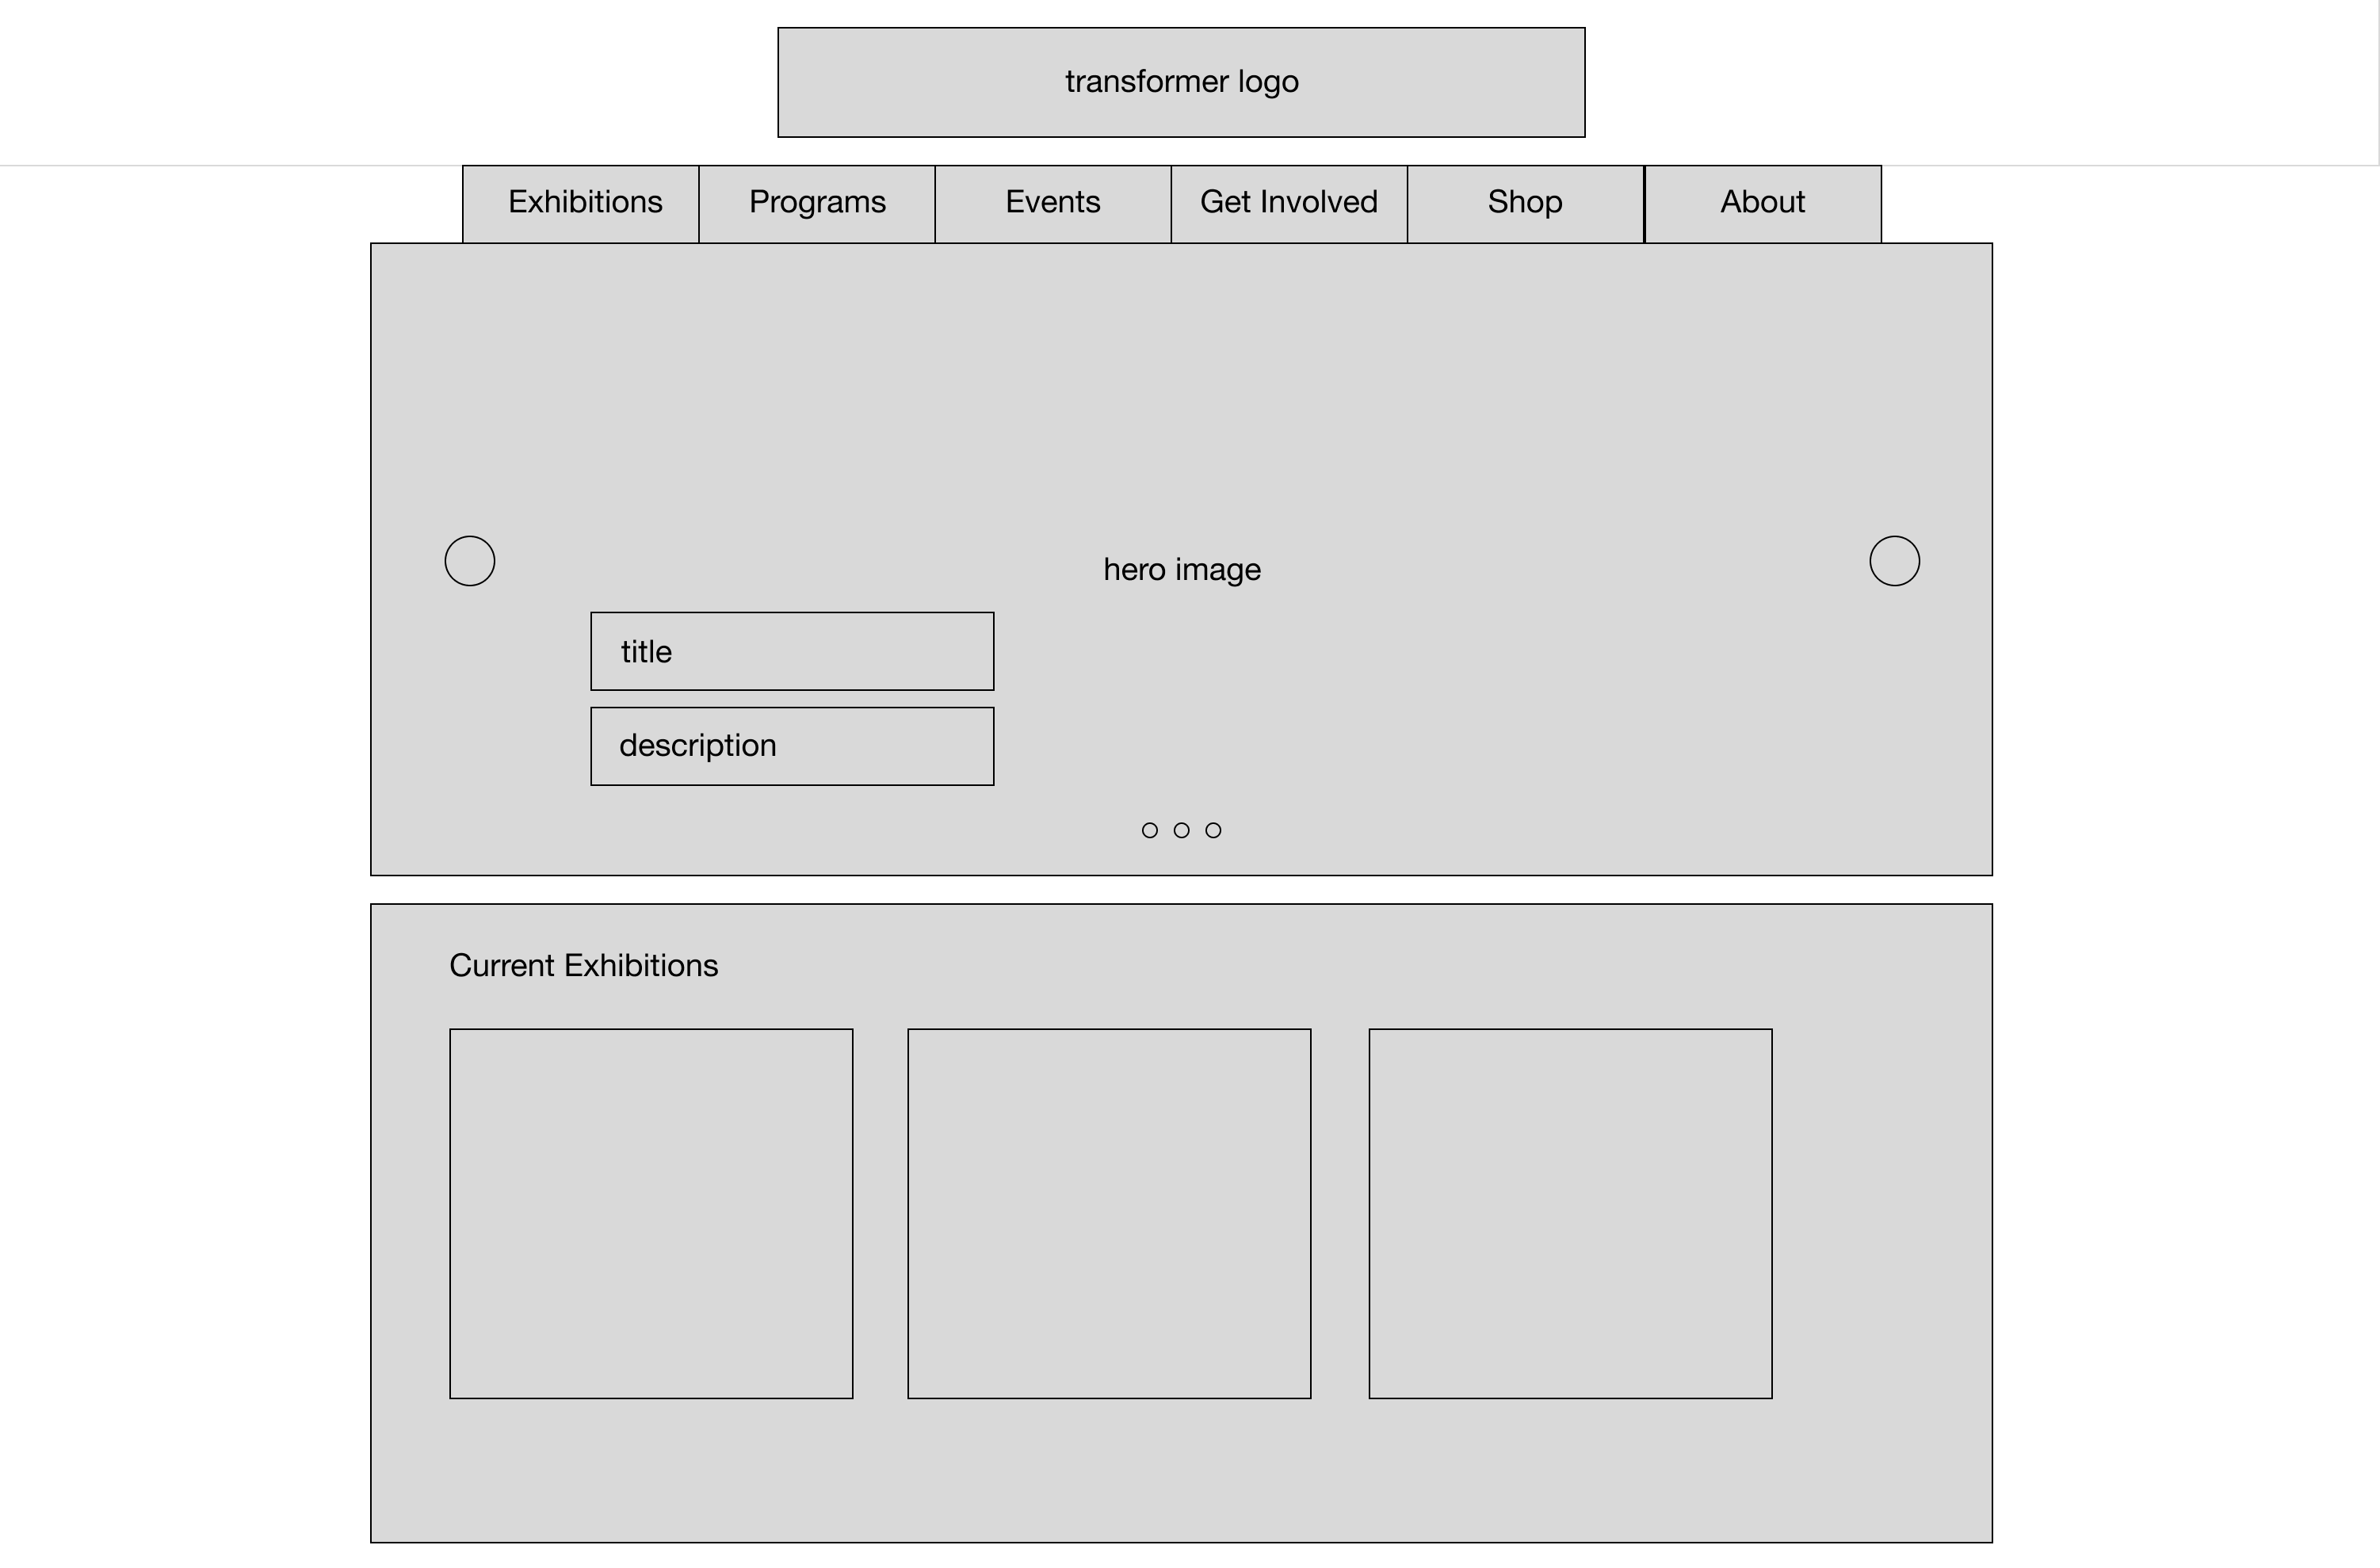 transformer logo
Exhibitions
Programs
Events
Get Involved
Shop
About
hero image
title
description
Current Exhibitions